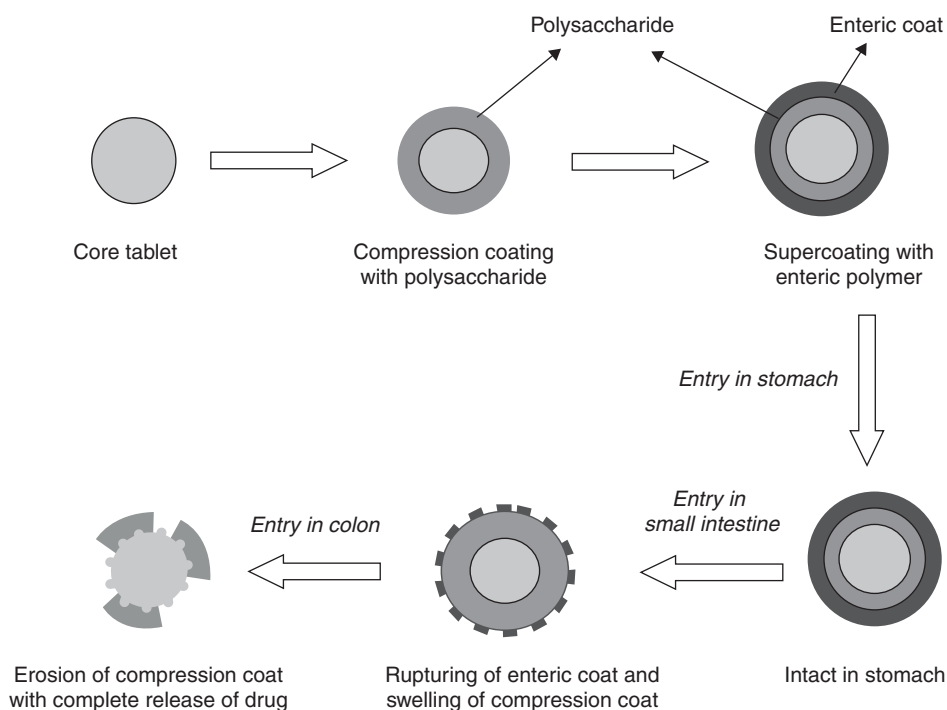 Polysaccharide
Enteric coat
Core tablet
Compression coating
with polysaccharide
Supercoating with
enteric polymer
Entry in stomach
Entry in
small intestine
Entry in colon
Erosion of compression coat
with complete release of drug
Rupturing of enteric coat and
swelling of compression coat
Intact in stomach